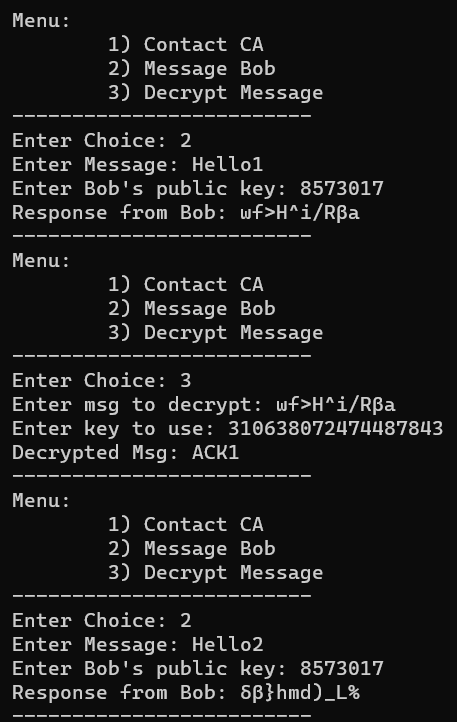 Menu:
        1) Contact CA
        2) Message Bob
        3) Decrypt Message
-------------------------
Enter Choice: 2
Enter Message: Hello1
Enter Bob's public key: 8573017
Response from Bob: ωf>H^i/Rβa
-------------------------
Menu:
        1) Contact CA
        2) Message Bob
        3) Decrypt Message
-------------------------
Enter Choice: 3
Enter msg to decrypt: ωf>H^i/Rβa
Enter key to use: 310638072474487843
Decrypted Msg: ACK1
-------------------------
Menu:
        1) Contact CA
        2) Message Bob
        3) Decrypt Message
-------------------------
Enter Choice: 2
Enter Message: Hello2
Enter Bob's public key: 8573017
Response from Bob: δβ}hmd)_L%
-------------------------